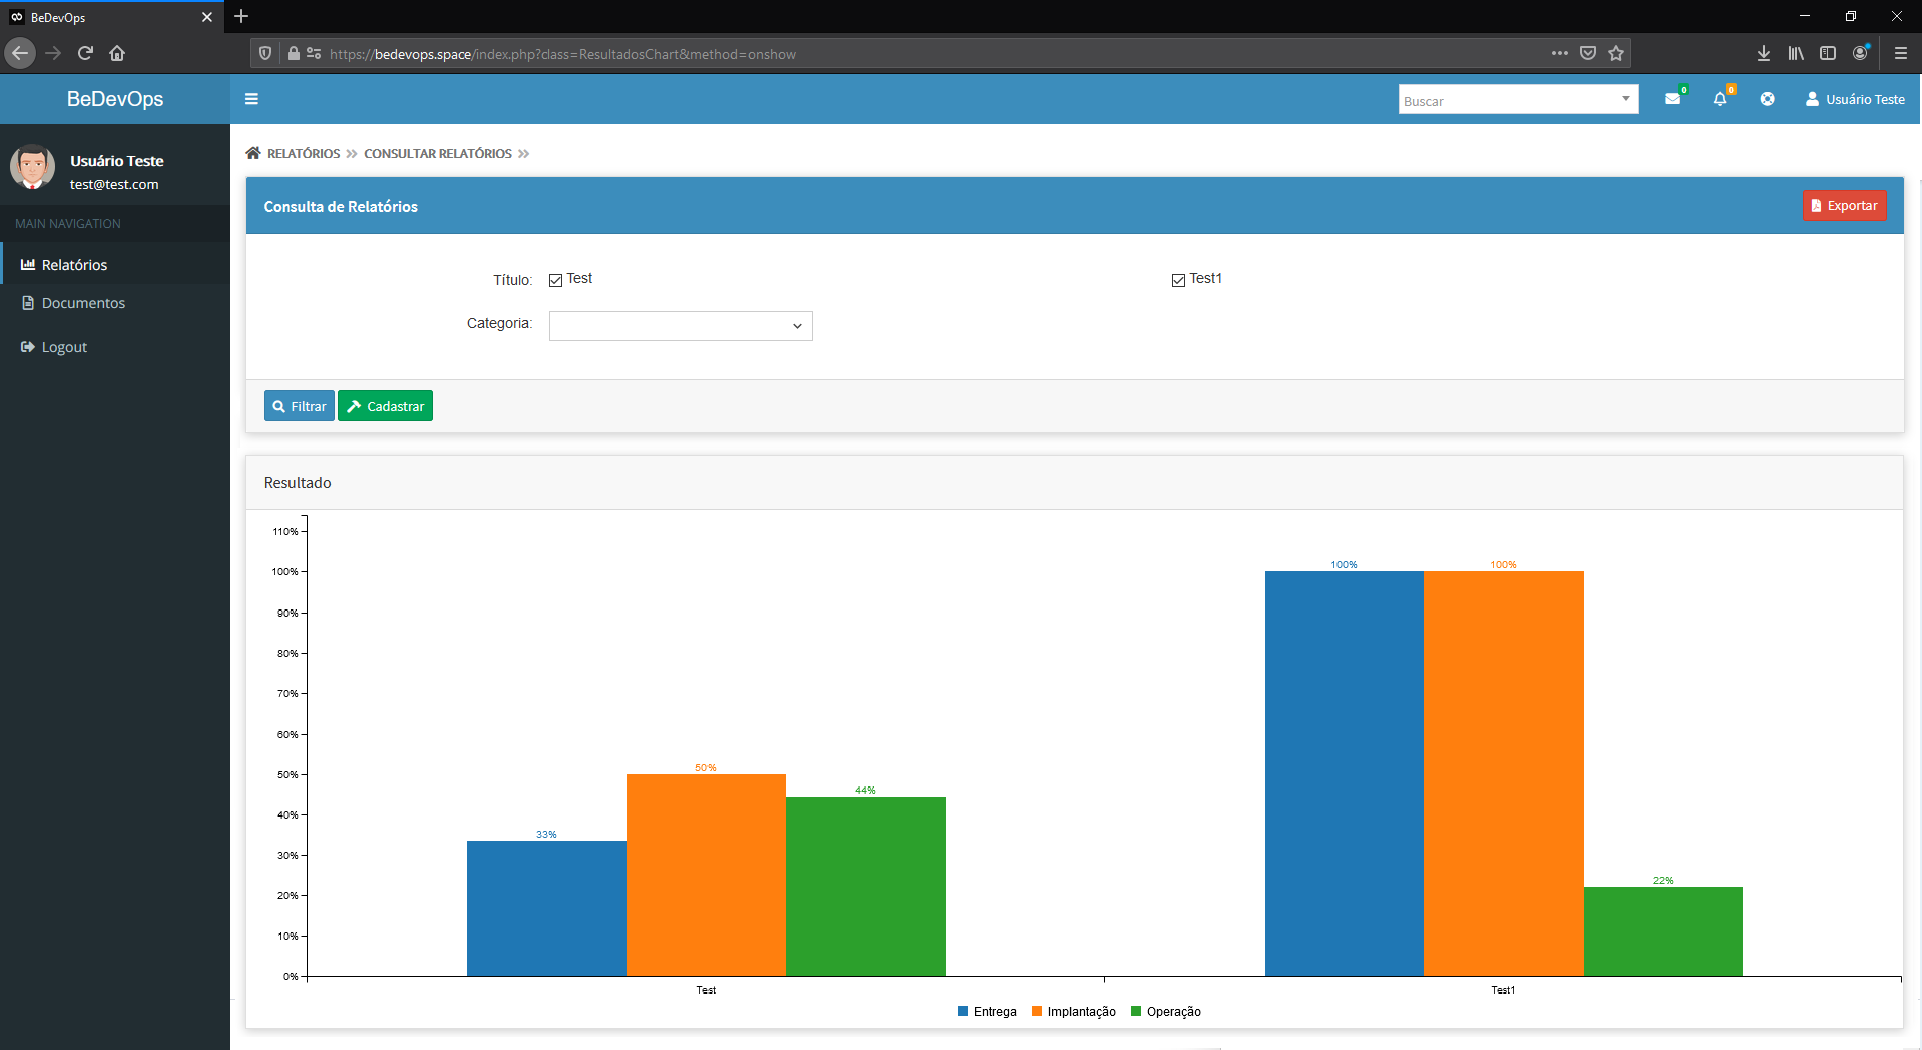 BeDevOps
https://bedevops.space/index.php?class=ResultadosChart&method=onshow
BeDevOps
Buscar
0
0
Usuário Teste
Usuário Teste
test@test.com
MAIN NAVIGATION
Relatórios
Documentos
Logout
RELATÓRIOS
CONSULTAR RELATÓRIOS
Consulta de Relatórios
Exportar
Título:
Test
Test1
Categoria:
Filtrar
Cadastrar
Resultado
110%
100%
90%
80%
70%
60%
50%
40%
30%
20%
10%
0%
33%
50%
44%
100%
100%
22%
Test
Test1
Entrega
Implantação
Operação